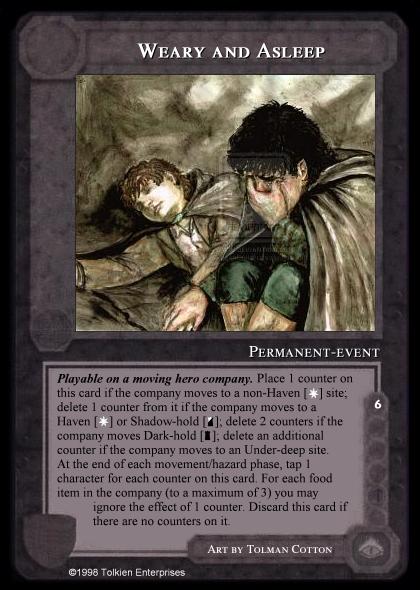 WEARY AND ASLEEP
PERMANENT-EVENT
Playable on a moving hero company. Place 1 counter on
this card if the company moves to a non-Haven [ ] site;
delete 1 counter from it if the company moves to a
Haven [ ] or Shadow-hold [ ]; delete 2 counters if the
company moves Dark-hold [ ]; delete an additional
counter if the company moves to an Under-deep site.
At the end of each movement/hazard phase, tap 1
character for each counter on this card. For each food
item in the company (to a maximum of 3) you may
ignore the effect of 1 counter. Discard this card if
there are no counters on it.
6
ART BY TOLMAN COTTON
©1998 Tolkien Enterprises